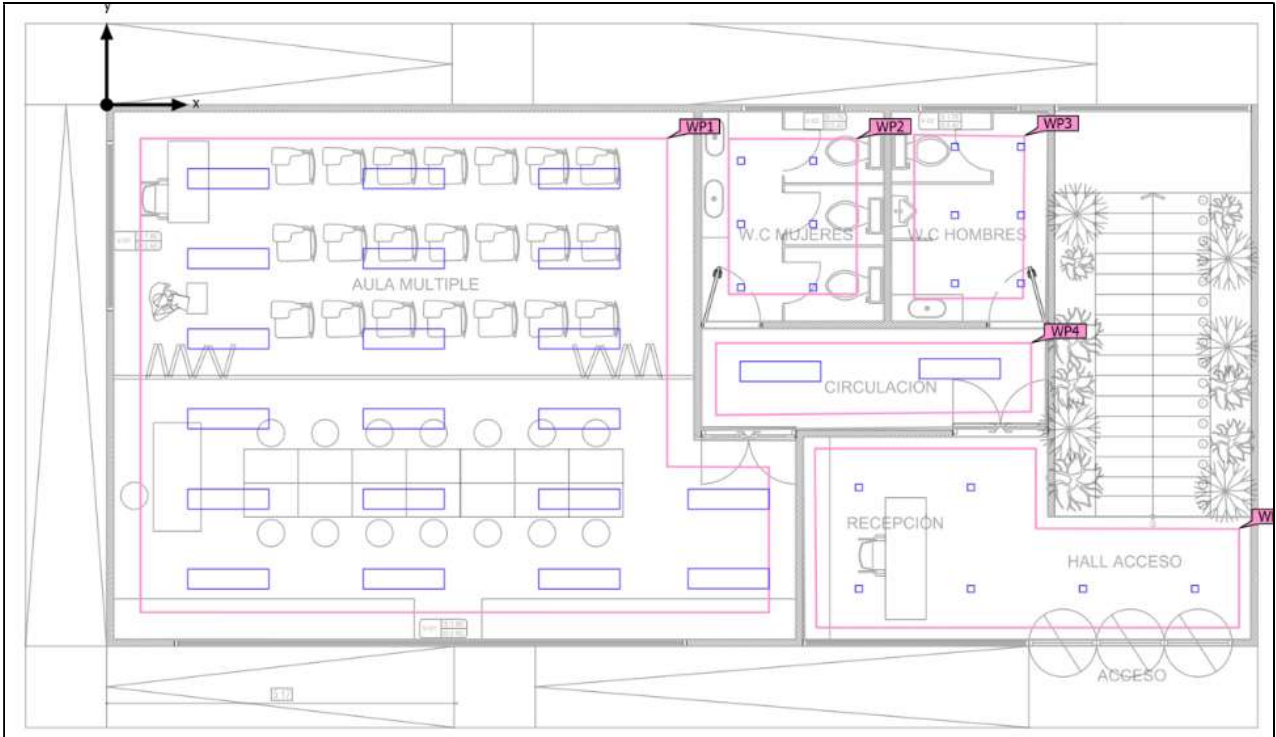 y
x
WP1
WP2
WP3
W.C MUJERES
W.C HOMBRES
AULA MULTIPLE
WP4
CIRCULACION
RECEPCION
HALL ACCESO
ACCESO